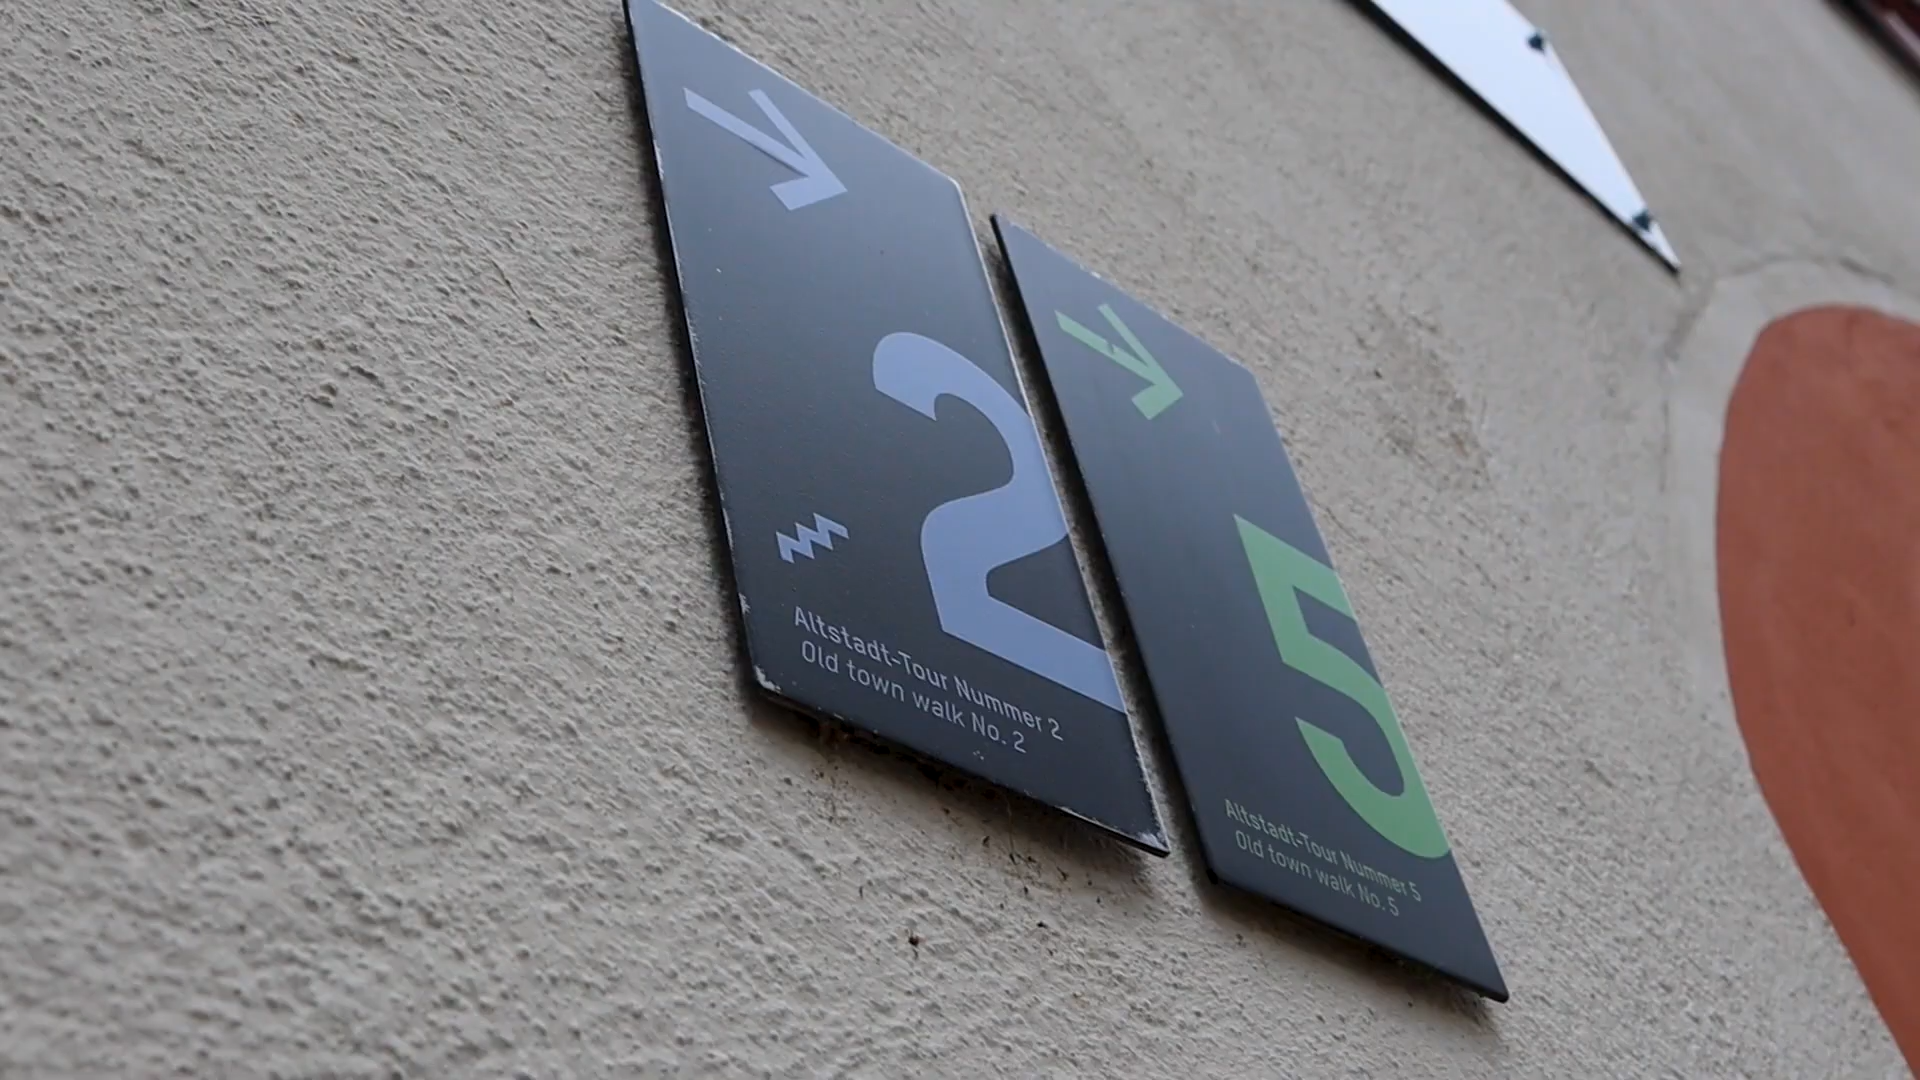 2
Altstadt-Tour Nummer 2
Old town walk No. 2
5
Altstadt-Tour Nummer 5
Old town walk No. 5